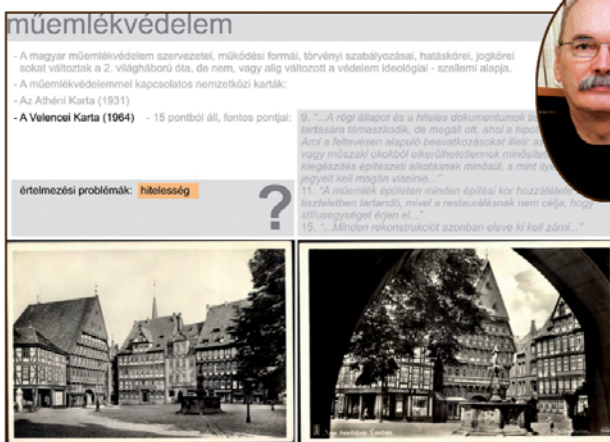 műemlékvédelem
- A magyar műemlékvédelem szervezetei, működési formái, törvényi szabályozásai, hatáskörei, jogkörei
sokat változtak a 2. világháború óta, de nem, vagy alig változott a védelem ideológiai - szellemi alapja.
- A műemlékvédelemmel kapcsolatos nemzetközi karták:
- Az Athéni Karta (1931)
- A Velencei Karta (1964) - 15 pontból áll, fontos pontjai:
9. "...A régi állapot és a hiteles dokumentumok
tartására támaszkodik, de megáll ott, ahol a
Ami a feltevésen alapuló beavatkozásokat illeti:
vagy műszaki okokból elkerülhetetlennek
kiegészítés építészeti alkotásnak minősül, s mint
jegyeit kell magán viselnie..."
11. "A műemlék épületen minden építési kor hozzátétele
tiszteletben tartandó, mivel a restaurálásnak nem célja, hogy
stílusegységet érjen el..."
15. "...Minden rekonstrukciót azonban eleve ki kell zárni..."
értelmezési problémák: hitelesség
?